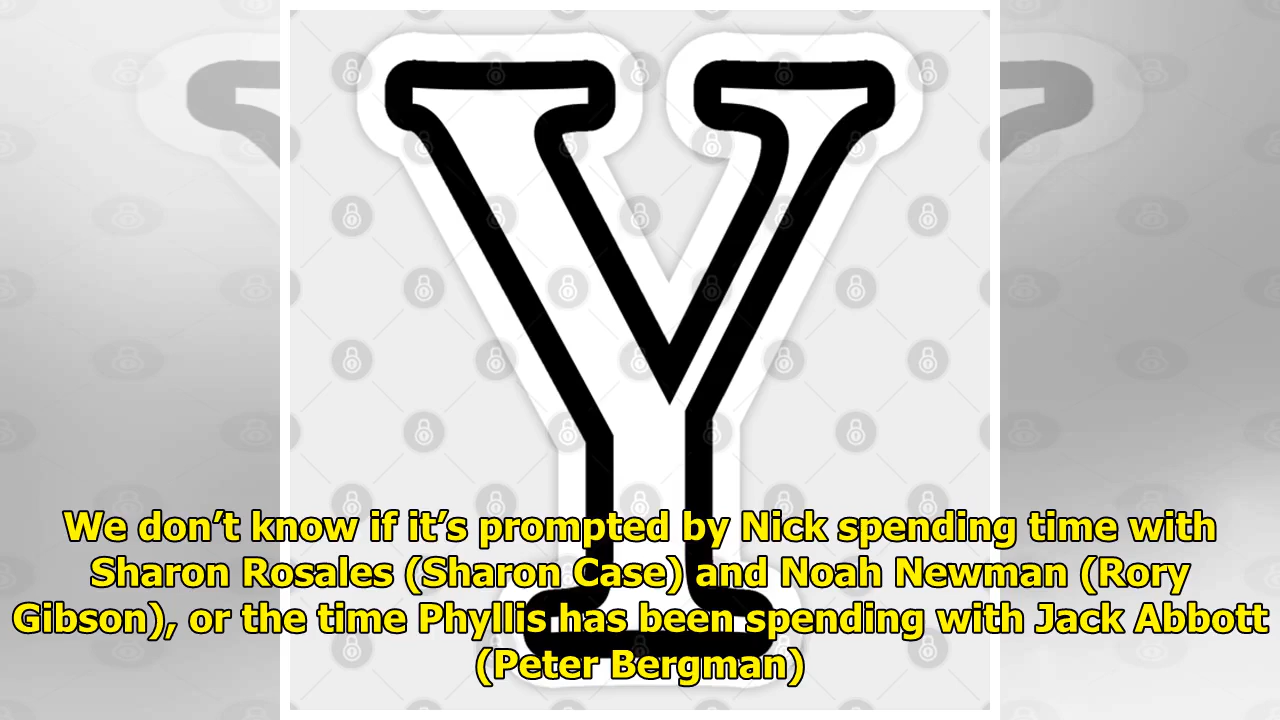 Y
We don’t know if it’s prompted by Nick spending time with
Sharon Rosales (Sharon Case) and Noah Newman (Rory
Gibson), or the time Phyllis has been spending with Jack Abbott
(Peter Bergman)